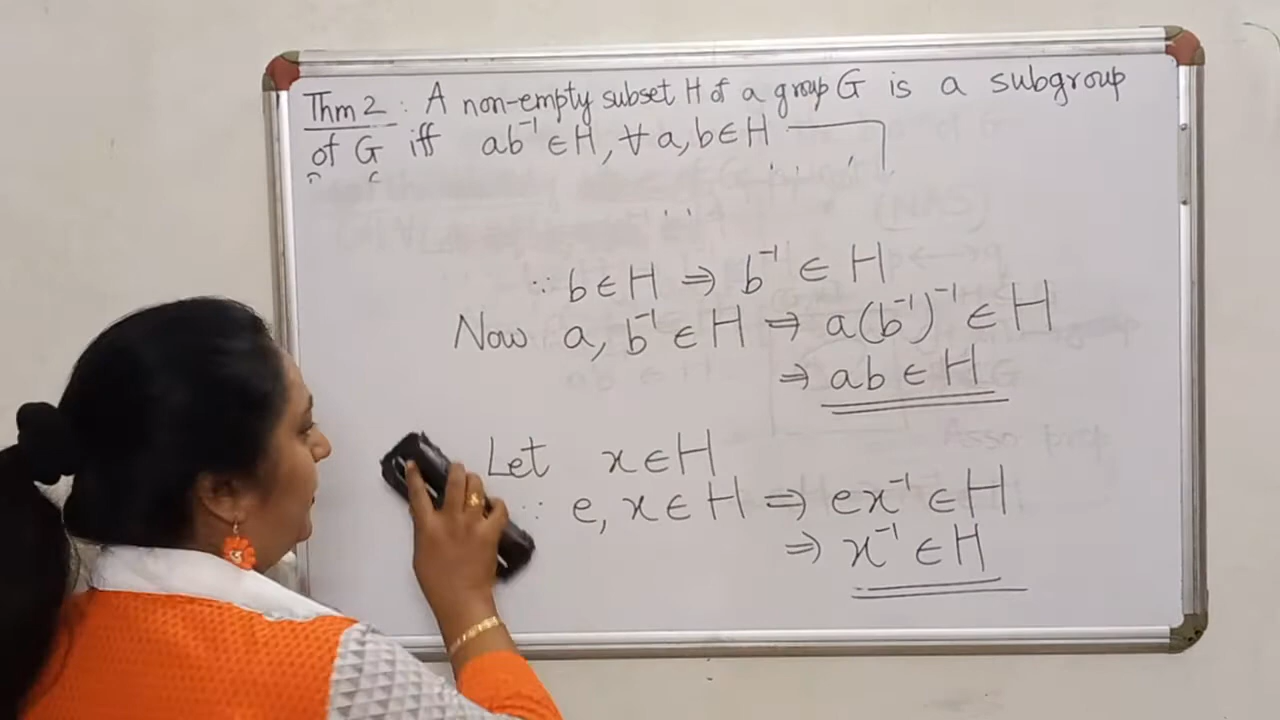 Thm 2 : A non-empty subset H of a group G is a subgroup
of G iff ab⁻¹ ∈ H, ∀ a, b ∈ H
∵ b ∈ H ⇒ b⁻¹ ∈ H
Now a, b⁻¹ ∈ H ⇒ a(b⁻¹)⁻¹ ∈ H
⇒ ab ∈ H
Let x ∈ H
∵ e, x ∈ H ⇒ ex⁻¹ ∈ H
⇒ x⁻¹ ∈ H